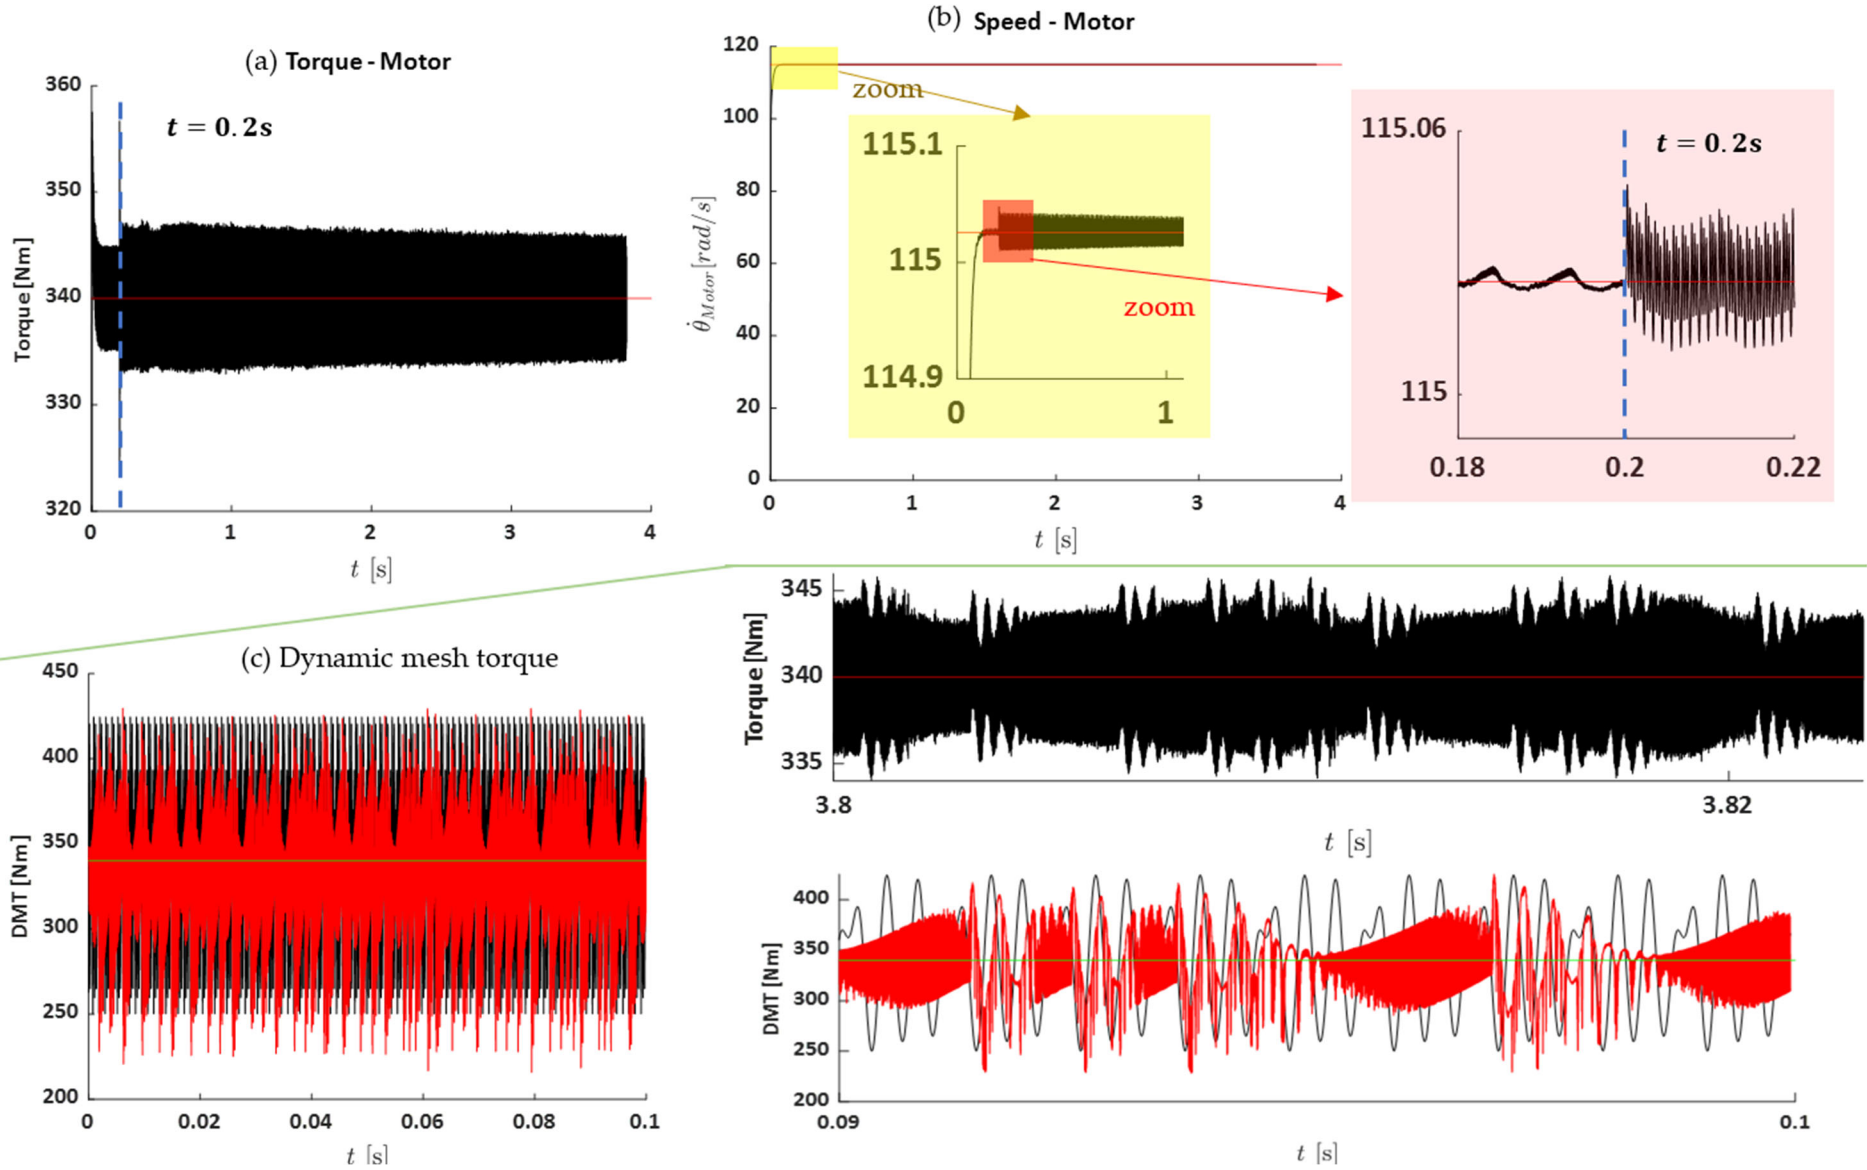 (a) Torque - Motor
360
350
340
330
320
Torque [Nm]
t = 0.2s
0 1 2 3 4
t [s]
(b) Speed - Motor
120
100
80
60
40
20
0
θ̇Motor [rad/s]
zoom
115.1
115
114.9
0 1
zoom
0 1 2 3 4
t [s]
115.06
115
t = 0.2s
0.18 0.2 0.22
(c) Dynamic mesh torque
450
400
350
300
250
200
DMT [Nm]
0 0.02 0.04 0.06 0.08 0.1
t [s]
345
340
335
Torque [Nm]
3.8 3.82
t [s]
400
350
300
250
200
DMT [Nm]
0.09 0.1
t [s]